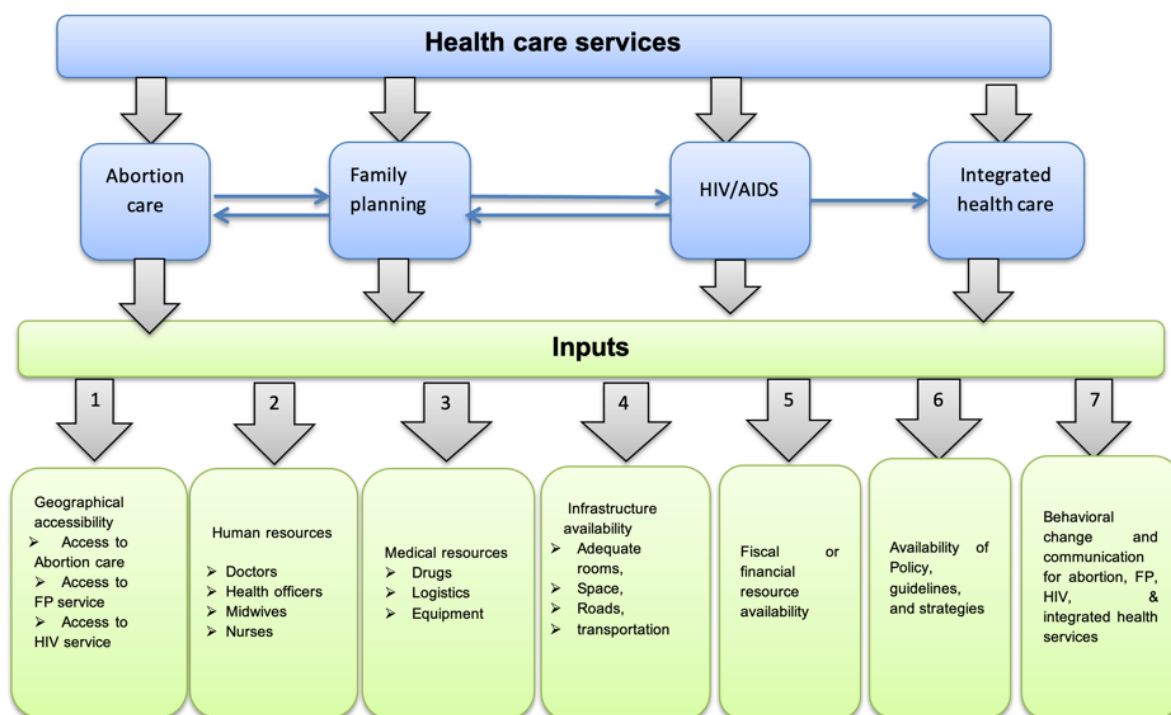 Health care services
Abortion
care
Family
planning
HIV/AIDS
Integrated
health care
Inputs
1
2
3
4
5
6
7
Geographical
accessibility
➢ Access to
Abortion care
➢ Access to
FP service
➢ Access to
HIV service
Human resources
➢ Doctors
➢ Health officers
➢ Midwives
➢ Nurses
Medical resources
➢ Drugs
➢ Logistics
➢ Equipment
Infrastructure
availability
➢ Adequate
rooms,
➢ Space,
➢ Roads,
➢ transportation
Fiscal or
financial
resource
availability
Availability of
Policy,
guidelines,
and strategies
Behavioral
change and
communication
for abortion, FP,
HIV, &
integrated health
services